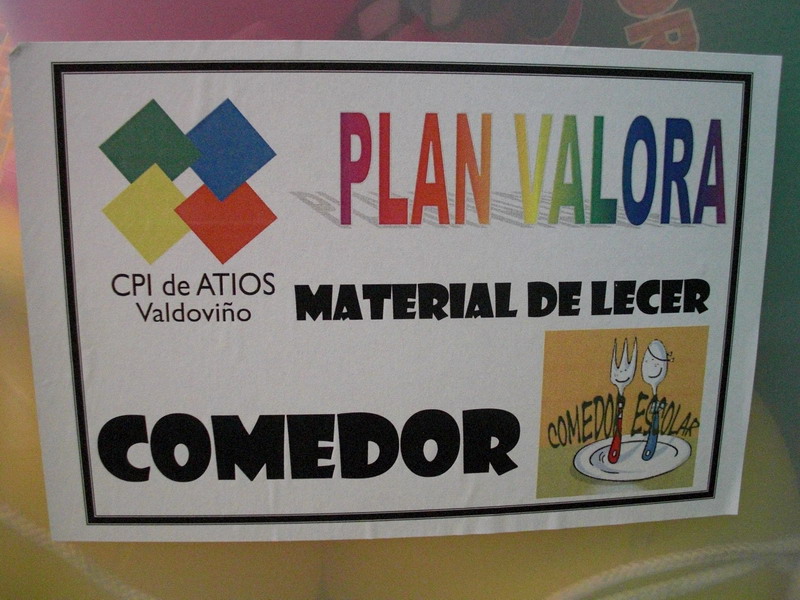 PLAN VALORA
CPI de ATIOS
Valdoviño
MATERIAL DE LECER
COMEDOR
COMEDOR ESCOLAR